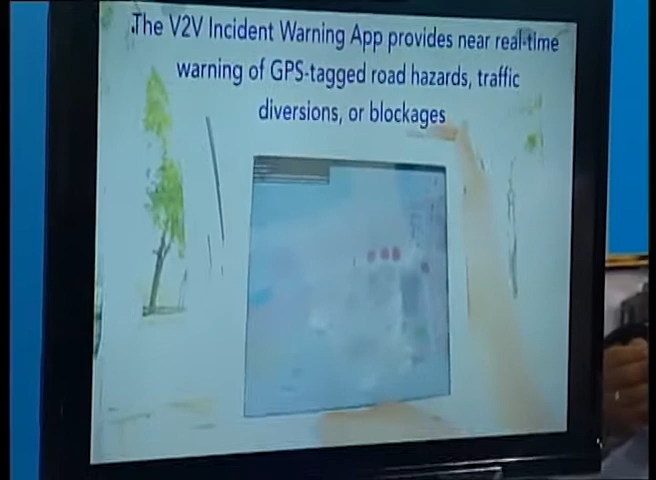 The V2V Incident Warning App provides near real-time
warning of GPS-tagged road hazards, traffic
diversions, or blockages